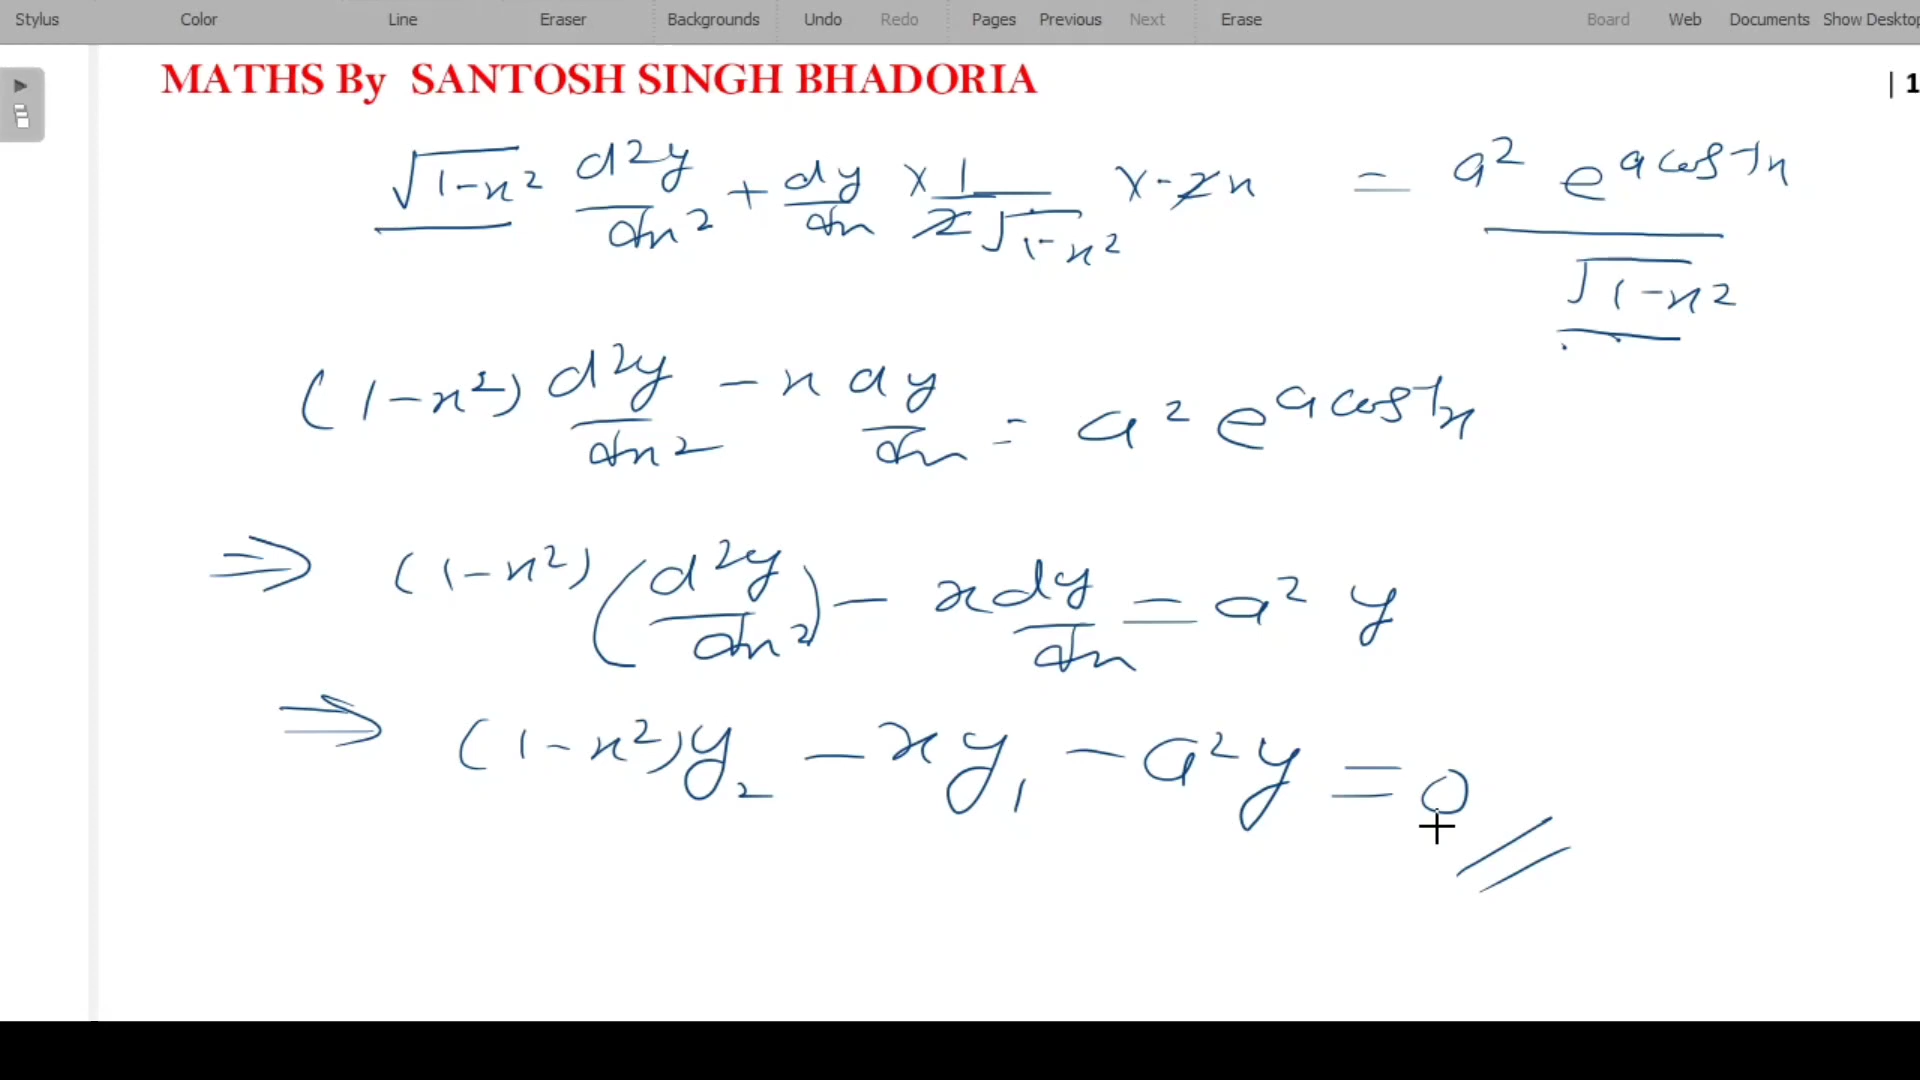 Stylus Color Line Eraser Backgrounds Undo Redo Pages Previous Next Erase Board Web Documents Show Desktop
MATHS By SANTOSH SINGH BHADORIA | 1
√(1-x²) d²y/dx² + dy/dx × 1/(2√(1-x²)) × -2x = a² e^(a cos⁻¹x) / √(1-x²)
(1-x²) d²y/dx² - x dy/dx = a² e^(a cos⁻¹x)
⇒ (1-x²) (d²y/dx²) - x dy/dx = a² y
⇒ (1-x²)y₂ - xy₁ - a²y = 0